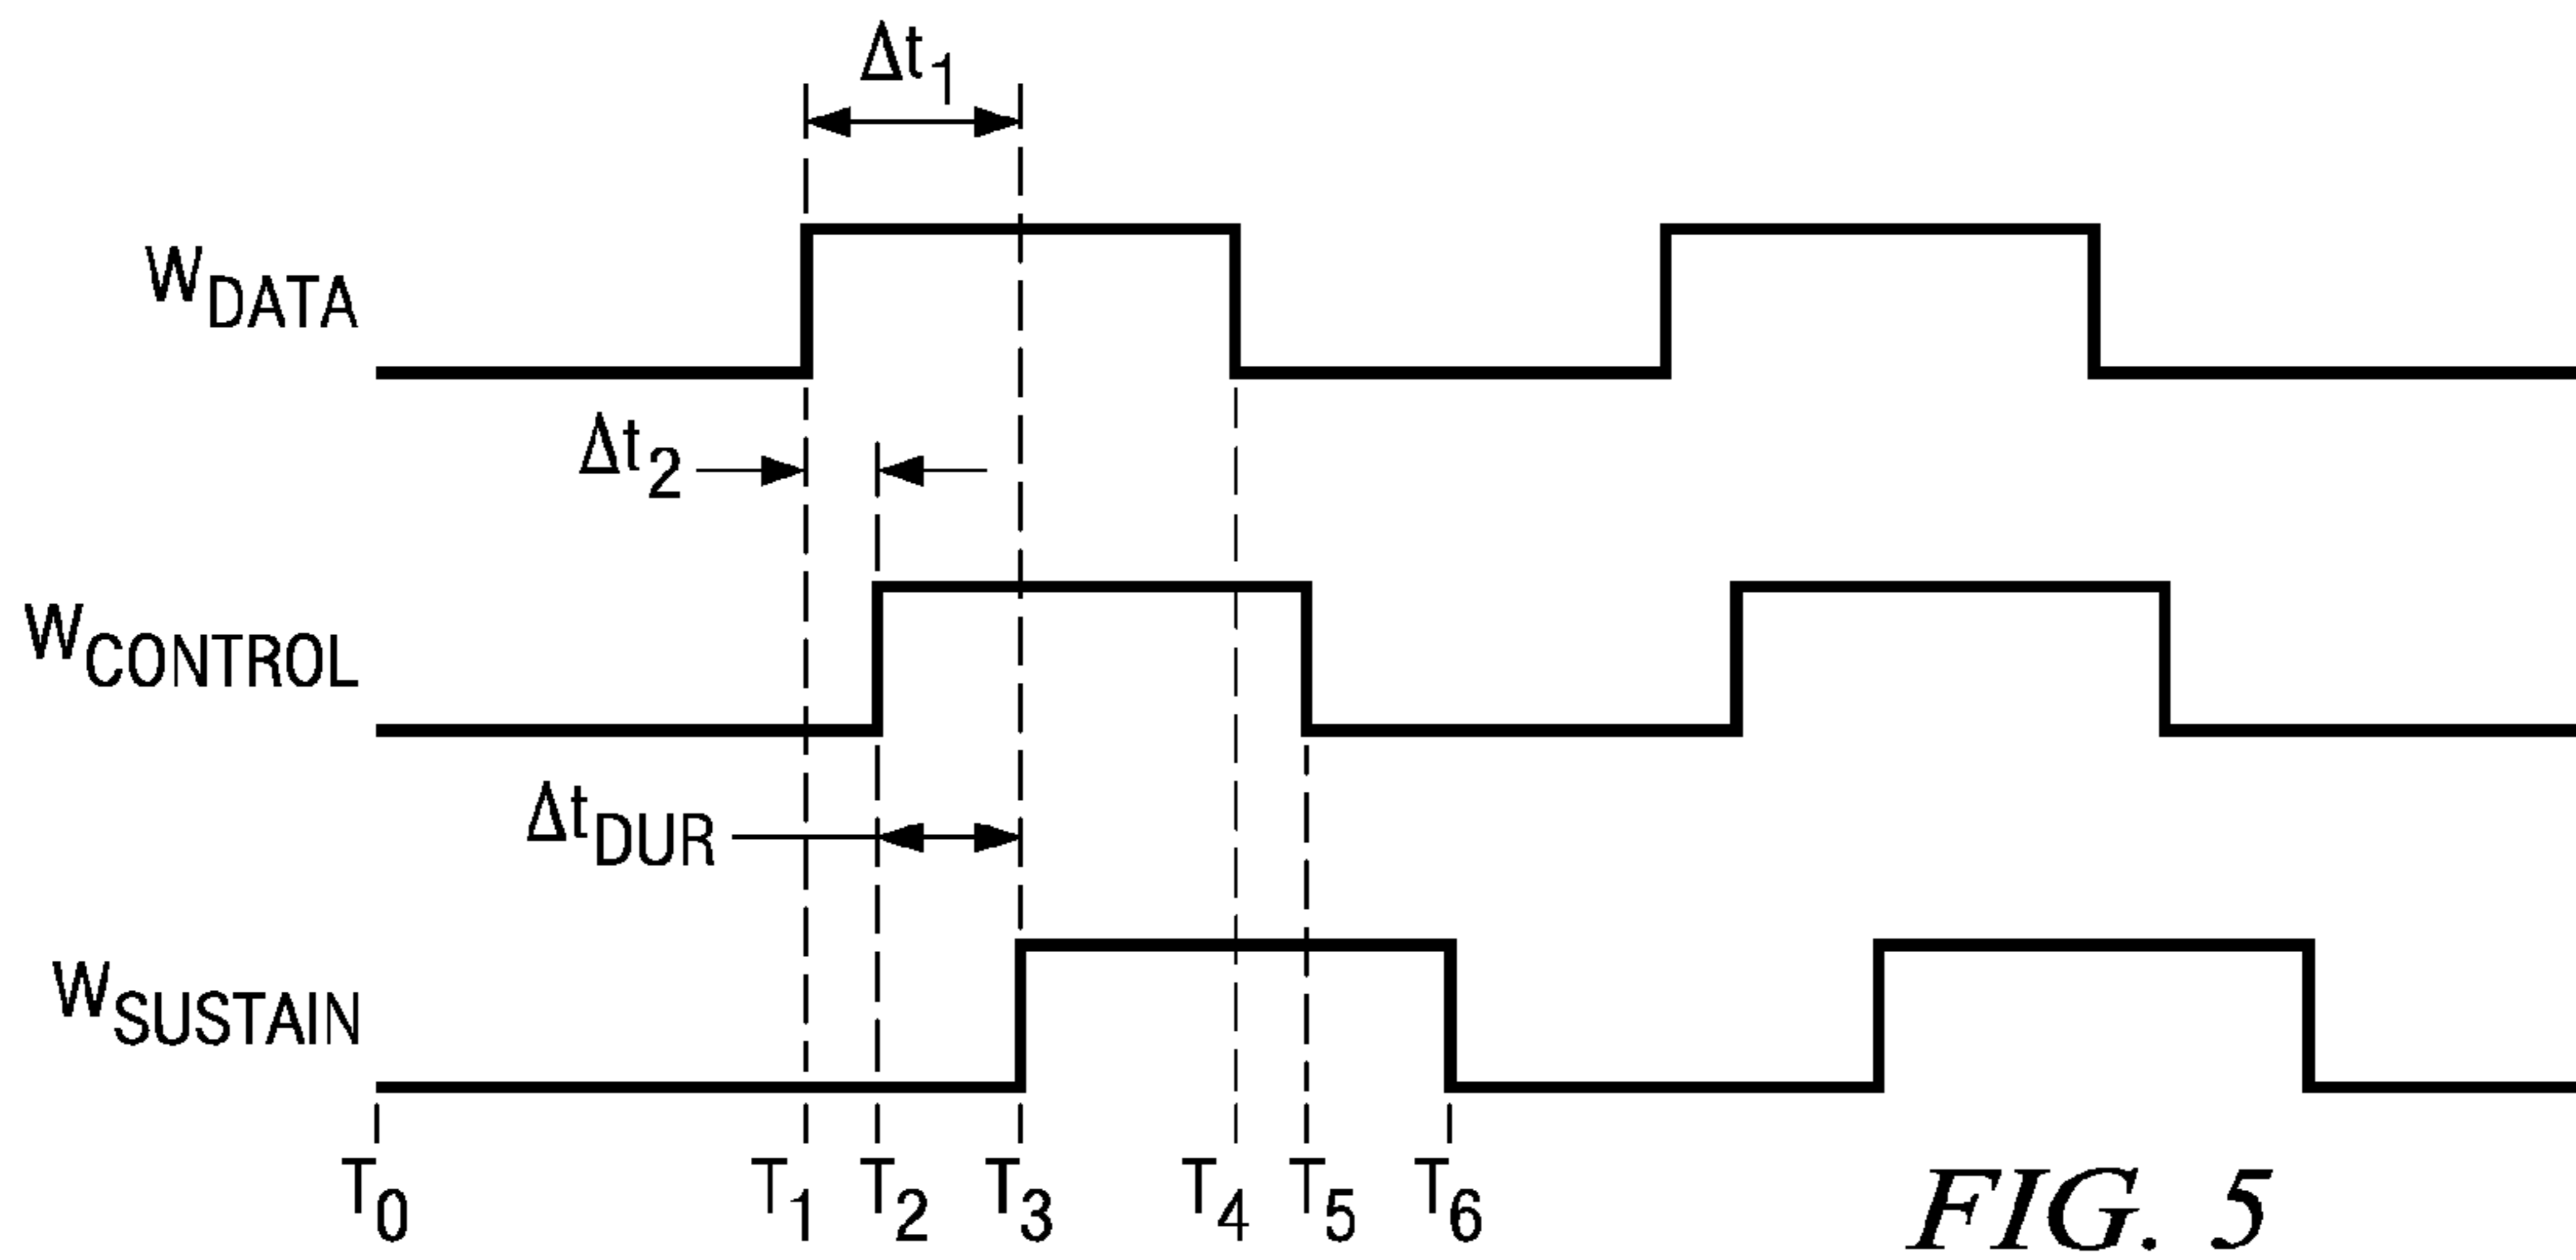 Δt1
WDATA
Δt2
WCONTROL
ΔtDUR
WSUSTAIN
T0 T1 T2 T3 T4 T5 T6
FIG. 5